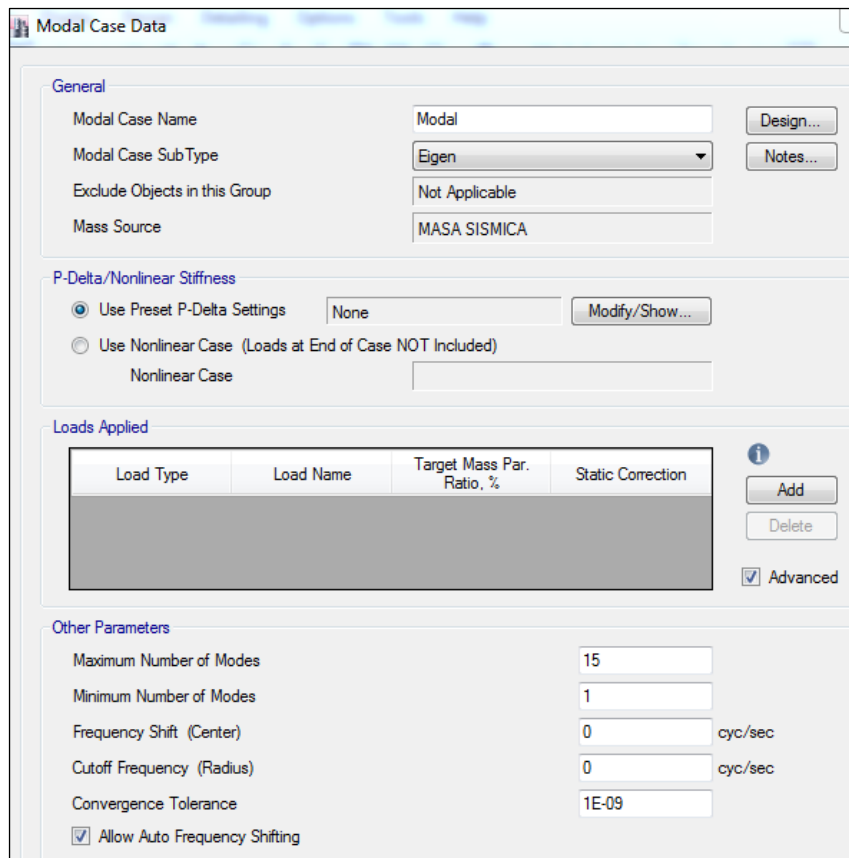 Detailing Options Tools Help
Modal Case Data
General
Modal Case Name Modal Design...
Modal Case SubType Eigen Notes...
Exclude Objects in this Group Not Applicable
Mass Source MASA SISMICA
P-Delta/Nonlinear Stiffness
Use Preset P-Delta Settings None Modify/Show...
Use Nonlinear Case (Loads at End of Case NOT Included)
Nonlinear Case
Loads Applied
Load Type Load Name Target Mass Par. Ratio, % Static Correction
Add
Delete
Advanced
Other Parameters
Maximum Number of Modes 15
Minimum Number of Modes 1
Frequency Shift (Center) 0 cyc/sec
Cutoff Frequency (Radius) 0 cyc/sec
Convergence Tolerance 1E-09
Allow Auto Frequency Shifting